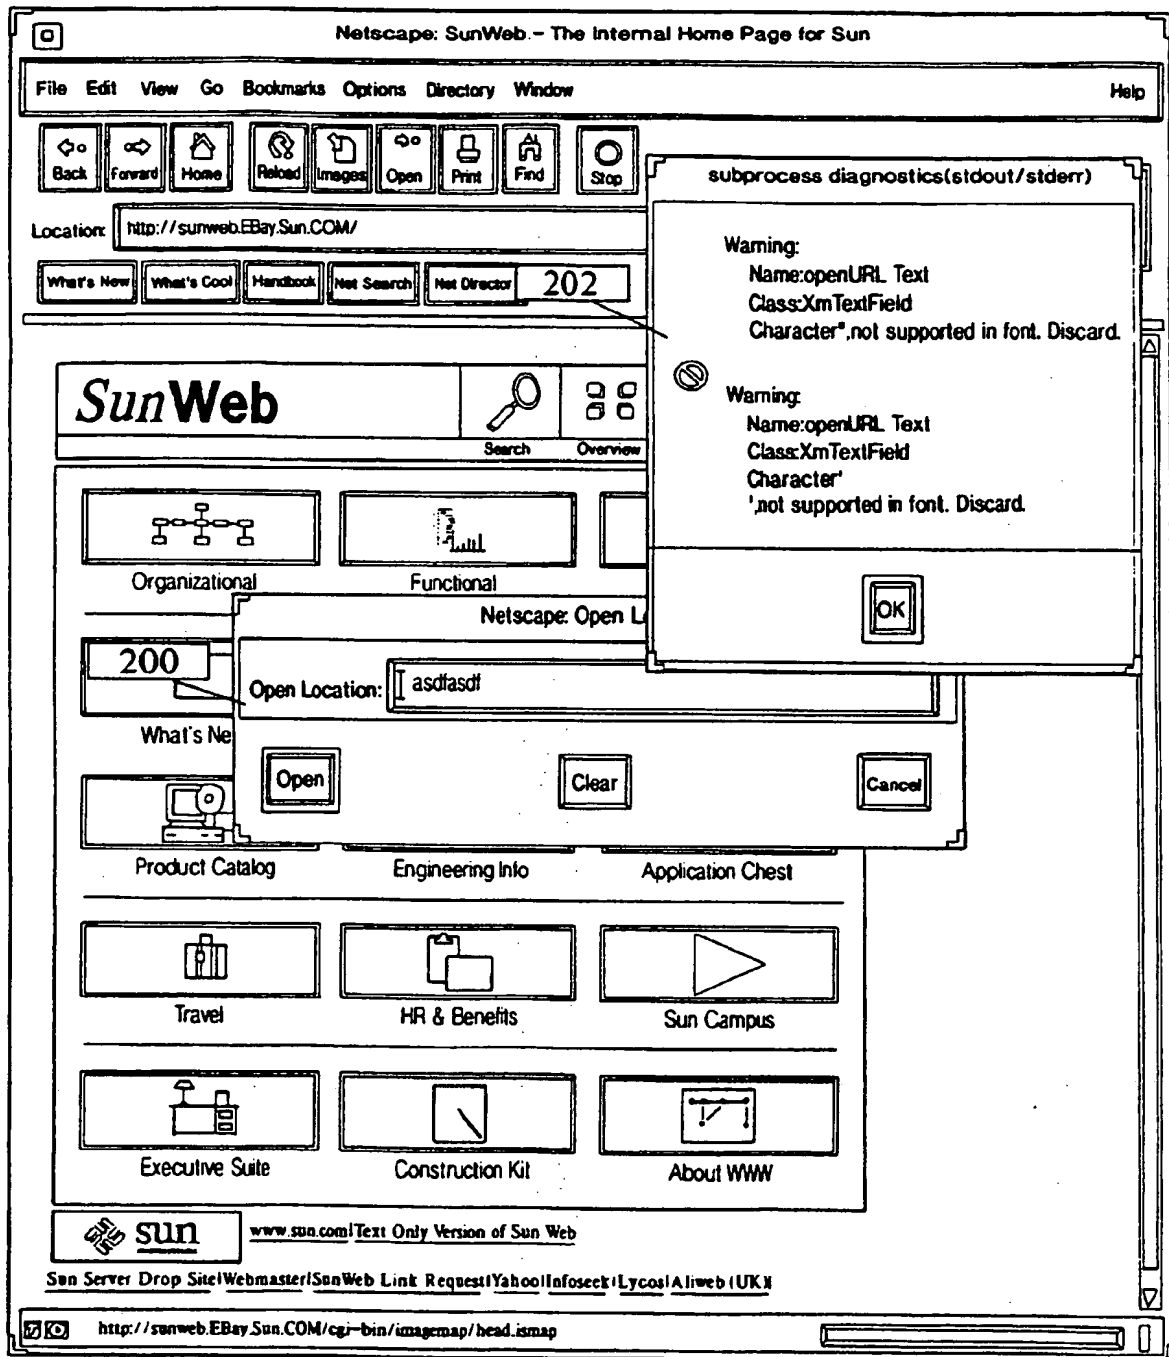 Netscape: SunWeb.- The Internal Home Page for Sun
File Edit View Go Bookmarks Options Directory Window Help
Back Forward Home Reload Images Open Print Find Stop
subprocess diagnostics(stdout/stderr)
Location: http://sunweb.EBay.Sun.COM/
What's New What's Cool Handbook Net Search Net Director
202
Warning:
Name:openURL Text
Class:XmTextField
Character",not supported in font. Discard.
Warning:
Name:openURL Text
Class:XmTextField
Character'
',not supported in font. Discard.
OK
SunWeb
Search Overview
Organizational Functional
Netscape: Open L
200
Open Location: asdfasdf
What's Ne
Open Clear Cancel
Product Catalog Engineering Info Application Chest
Travel HR & Benefits Sun Campus
Executive Suite Construction Kit About WWW
sun www.sun.com|Text Only Version of Sun Web
Sun Server Drop Site|Webmaster|SunWeb Link Request|Yahoo|Infoseek|Lycos|Aliweb (UK)|
http://sunweb.EBay.Sun.COM/cgi-bin/imagemap/head.ismap